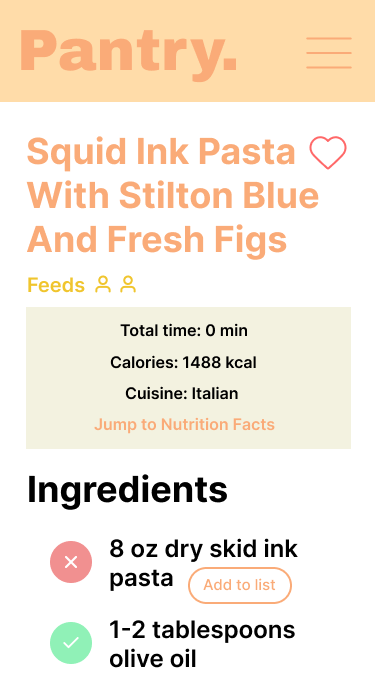 Pantry.
Squid Ink Pasta
With Stilton Blue
And Fresh Figs
Feeds
Total time: 0 min
Calories: 1488 kcal
Cuisine: Italian
Jump to Nutrition Facts
Ingredients
8 oz dry skid ink
pasta Add to list
1-2 tablespoons
olive oil